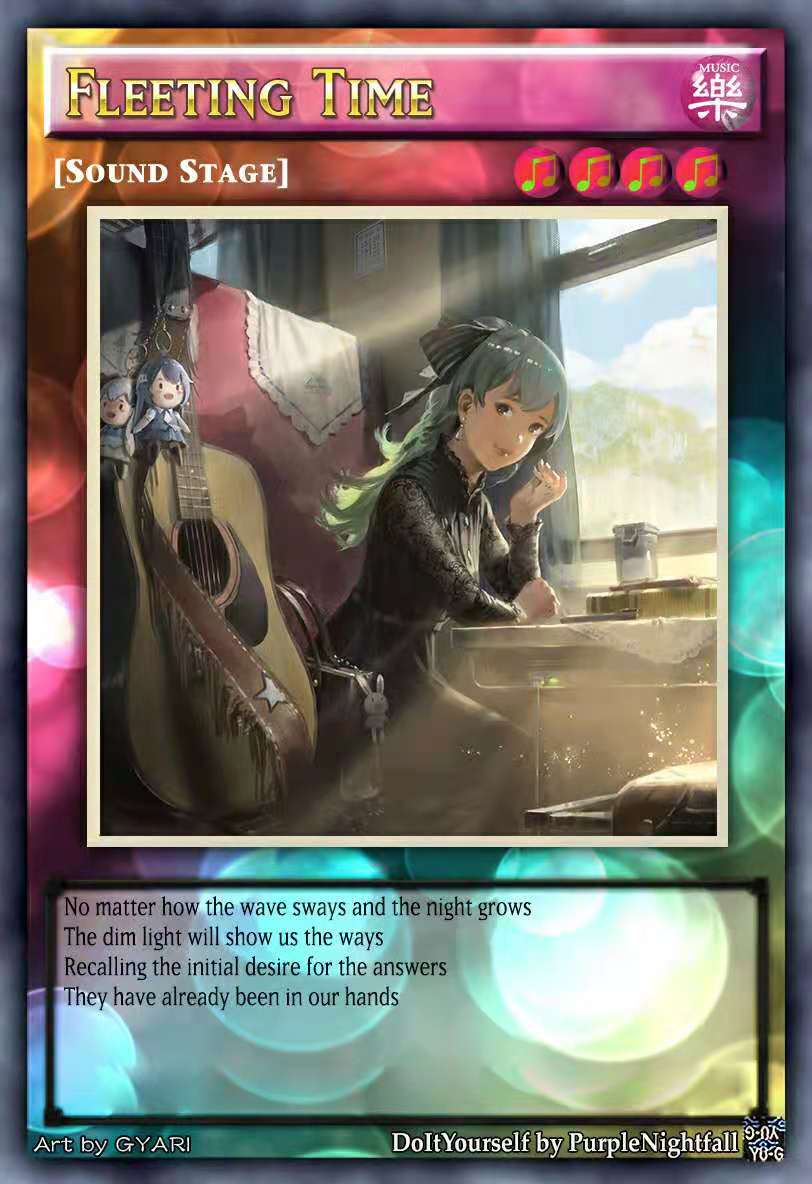 Fleeting Time
MUSIC
樂
[Sound Stage]
No matter how the wave sways and the night grows
The dim light will show us the ways
Recalling the initial desire for the answers
They have already been in our hands
Art by GYARI
DoItYourself by PurpleNightfall
YU-G
YU-G